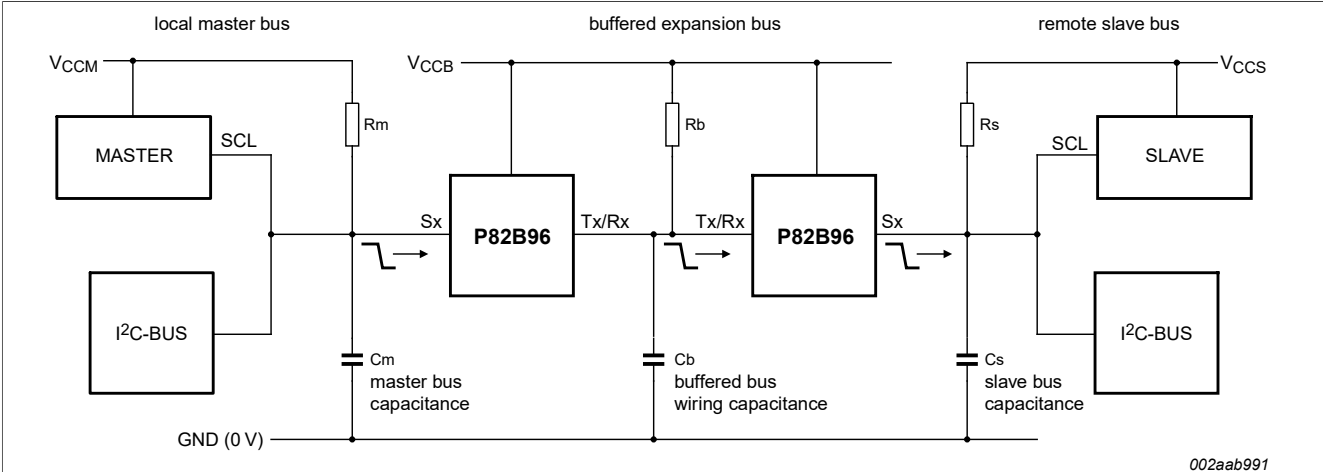 local master bus
buffered expansion bus
remote slave bus
VCCM
VCCB
VCCS
Rm
Rb
Rs
MASTER
SCL
SCL
SLAVE
Sx
P82B96
Tx/Rx
Tx/Rx
P82B96
Sx
I2C-BUS
I2C-BUS
Cm
master bus
capacitance
Cb
buffered bus
wiring capacitance
Cs
slave bus
capacitance
GND (0 V)
002aab991